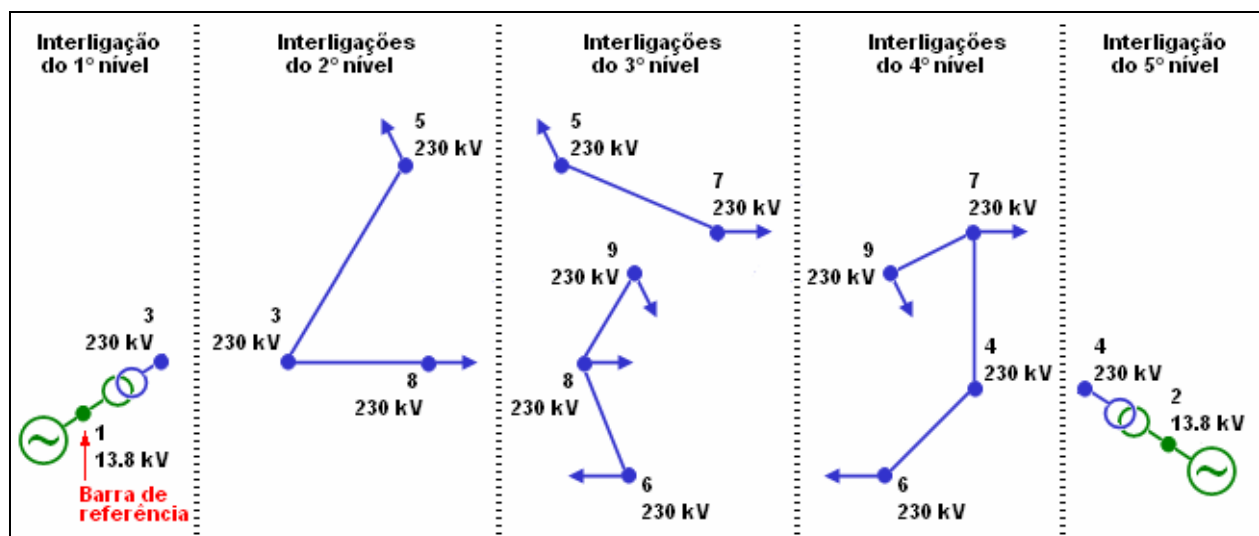 Interligação
do 1° nível
3
230 kV
1
13.8 kV
Barra de
referência
Interligações
do 2° nível
5
230 kV
3
230 kV
8
230 kV
Interligações
do 3° nível
5
230 kV
7
230 kV
9
230 kV
8
230 kV
6
230 kV
Interligações
do 4° nível
7
230 kV
9
230 kV
4
230 kV
6
230 kV
Interligação
do 5° nível
4
230 kV
2
13.8 kV